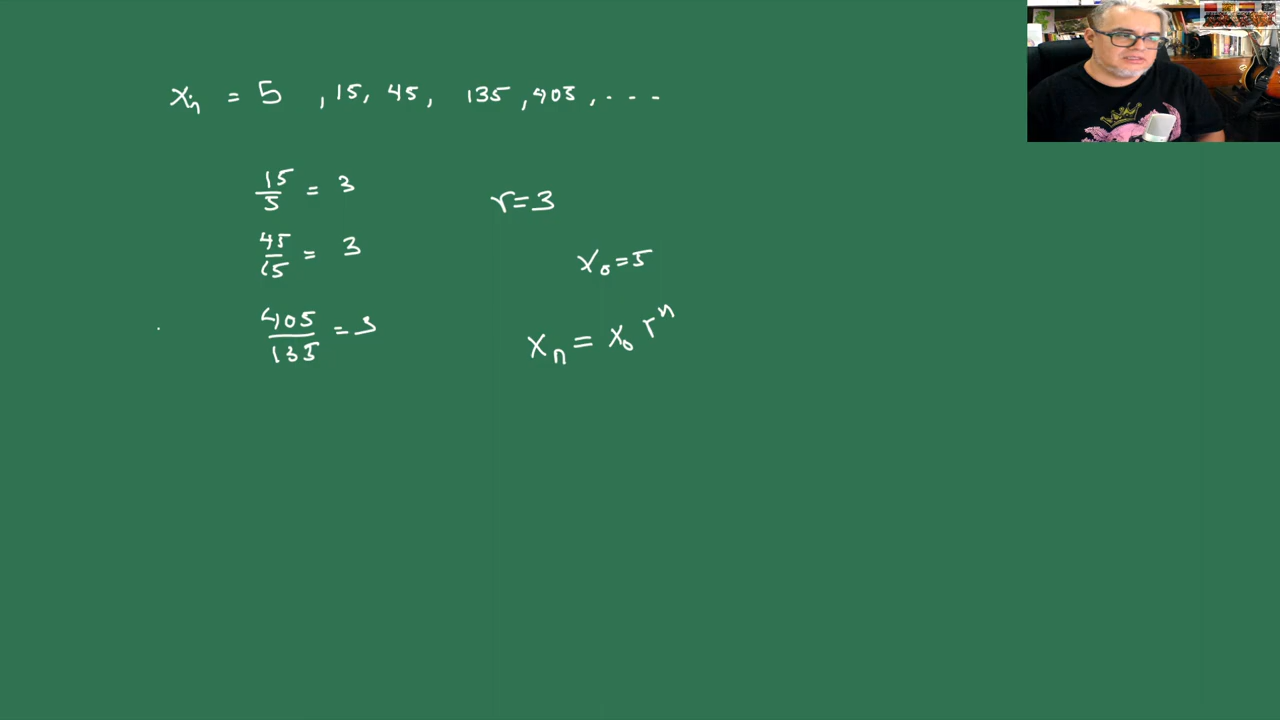 xₙ = 5 , 15, 45, 135 , 405 , . . .
15/5 = 3
r = 3
45/15 = 3
x₀ = 5
405/135 = 3
xₙ = x₀ rⁿ